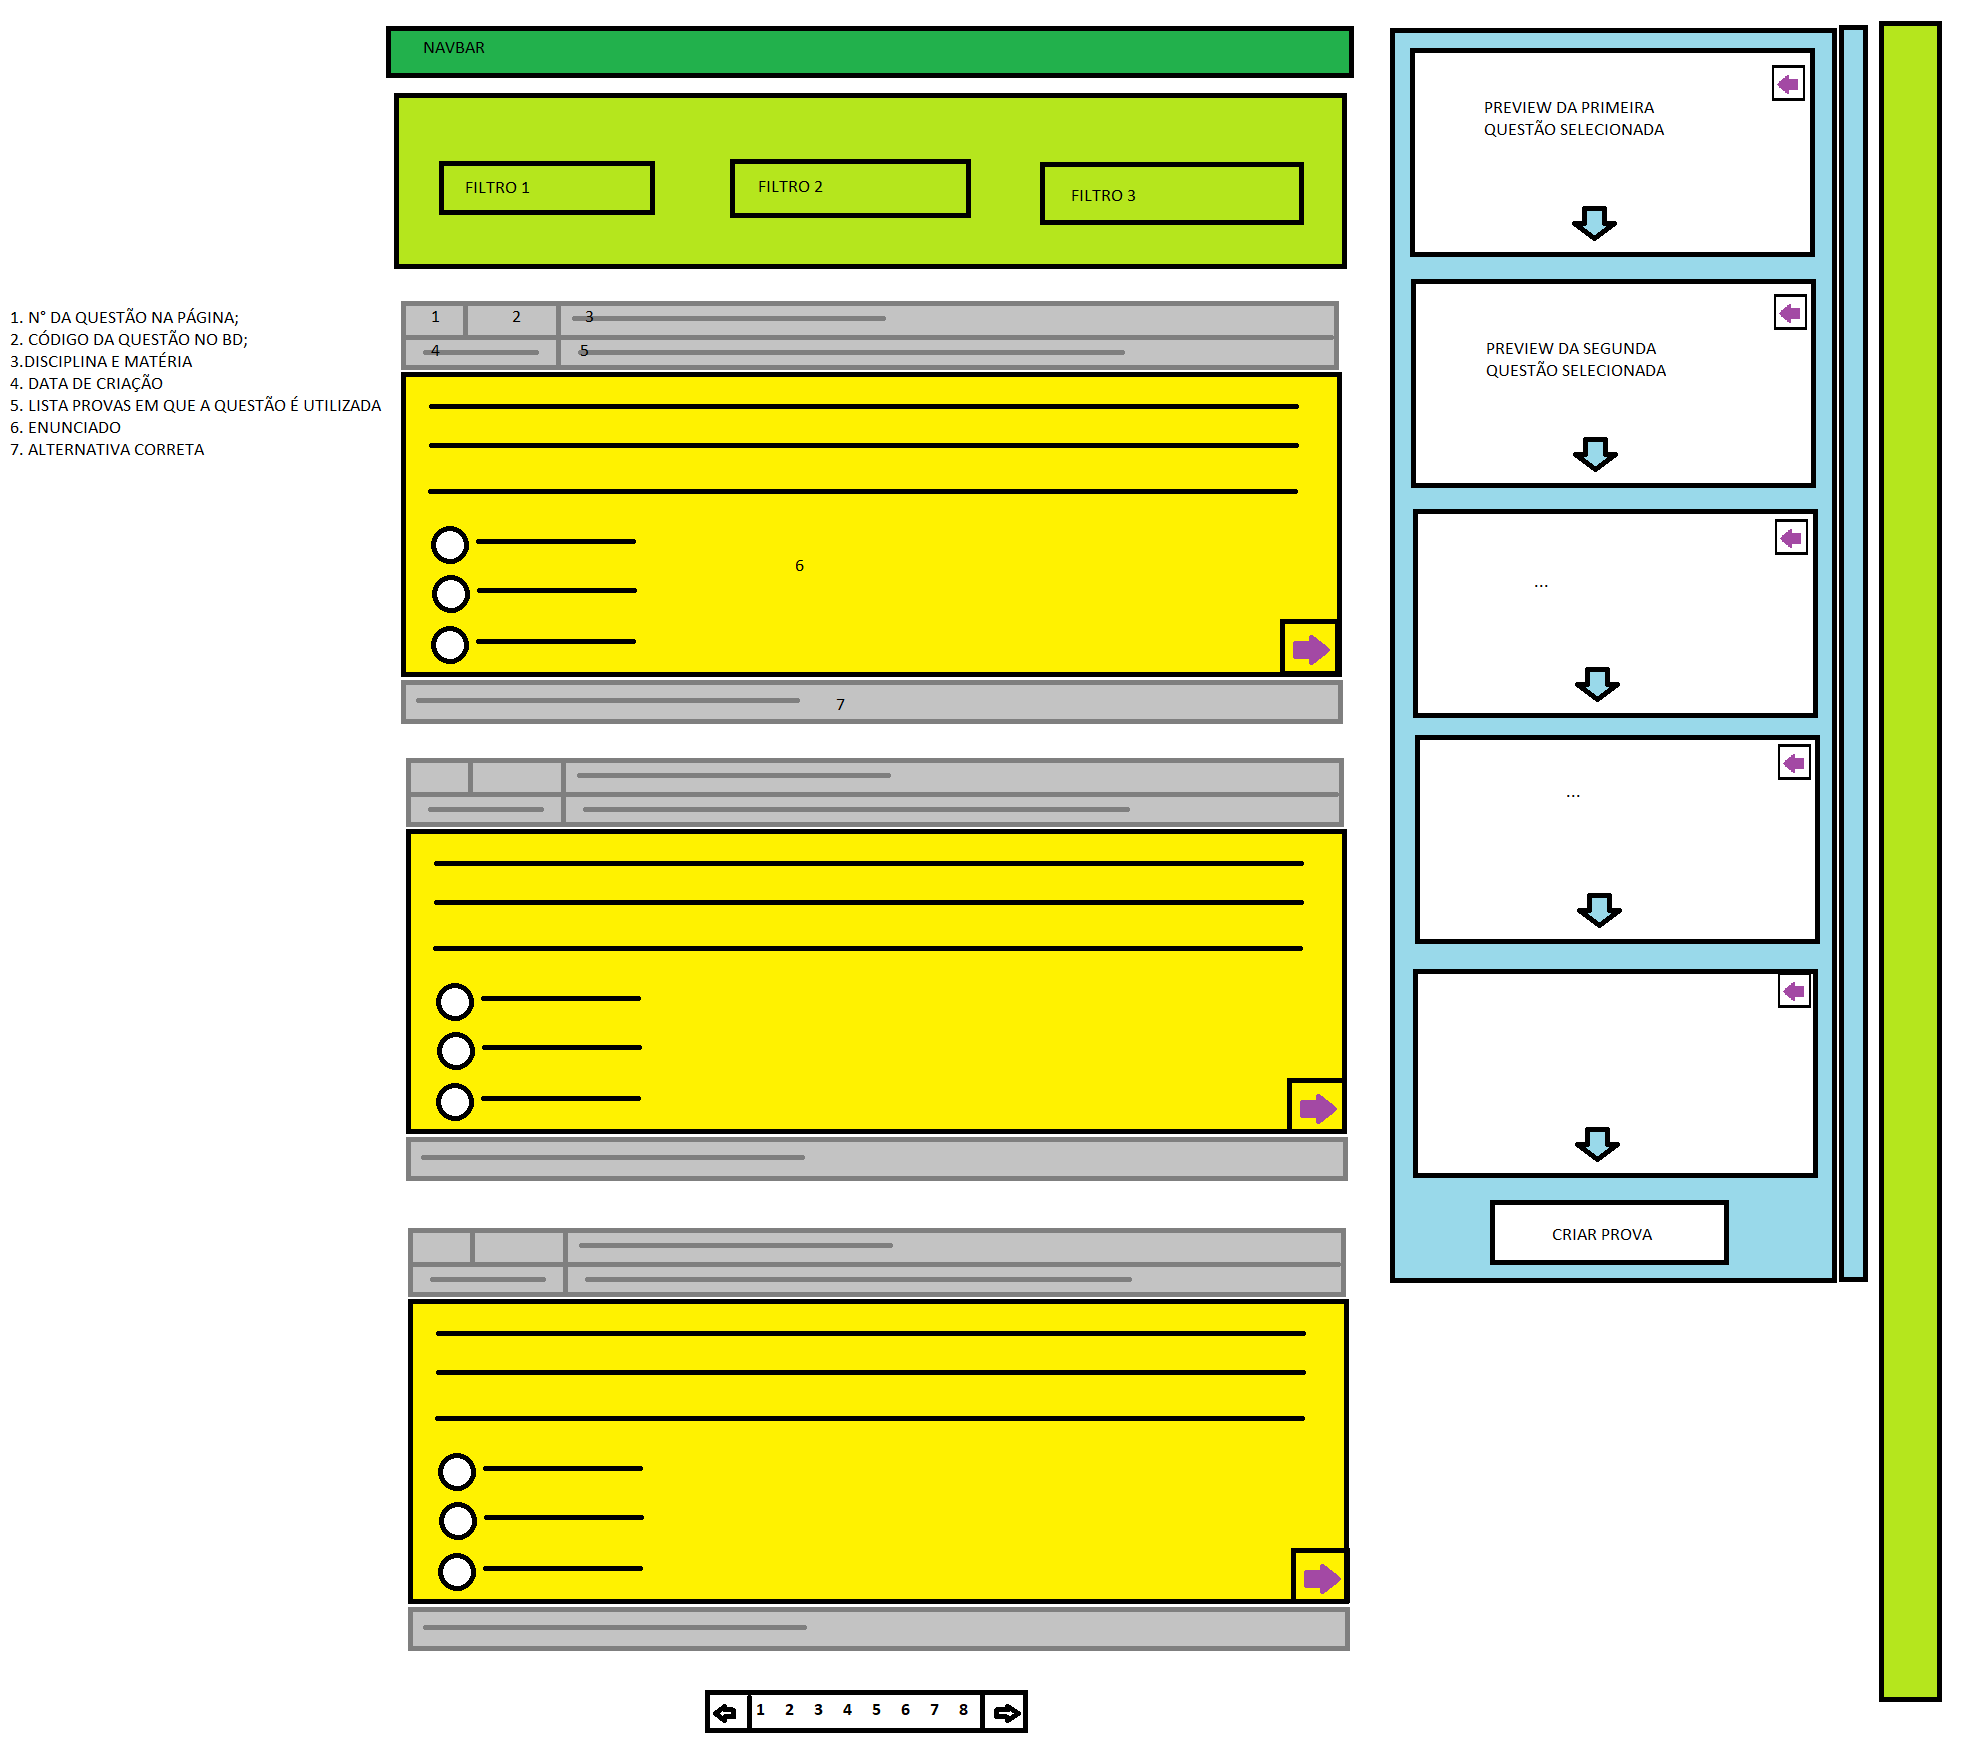 NAVBAR
FILTRO 1
FILTRO 2
FILTRO 3
1. N° DA QUESTÃO NA PÁGINA;
2. CÓDIGO DA QUESTÃO NO BD;
3.DISCIPLINA E MATÉRIA
4. DATA DE CRIAÇÃO
5. LISTA PROVAS EM QUE A QUESTÃO É UTILIZADA
6. ENUNCIADO
7. ALTERNATIVA CORRETA
1 2 3
4 5
6
7
1 2 3 4 5 6 7 8
PREVIEW DA PRIMEIRA
QUESTÃO SELECIONADA
PREVIEW DA SEGUNDA
QUESTÃO SELECIONADA
...
...
CRIAR PROVA